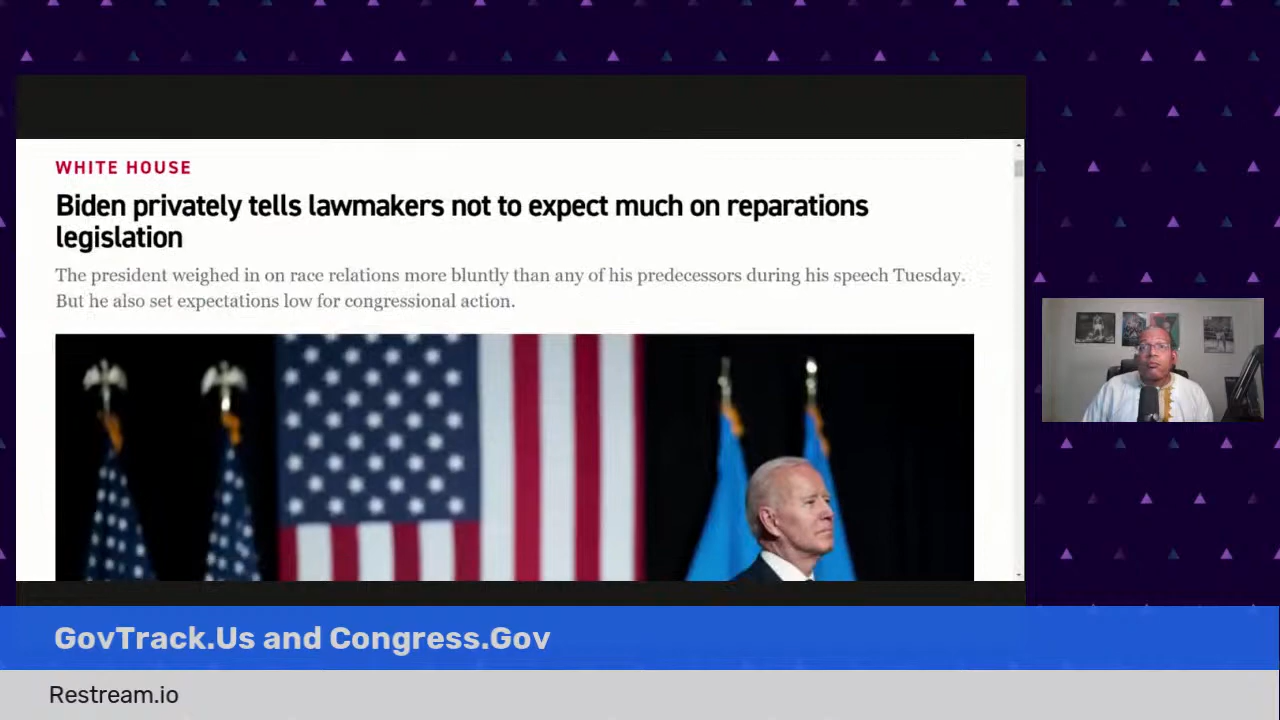 WHITE HOUSE
Biden privately tells lawmakers not to expect much on reparations
legislation
The president weighed in on race relations more bluntly than any of his predecessors during his speech Tuesday.
But he also set expectations low for congressional action.
GovTrack.Us and Congress.Gov
Restream.io